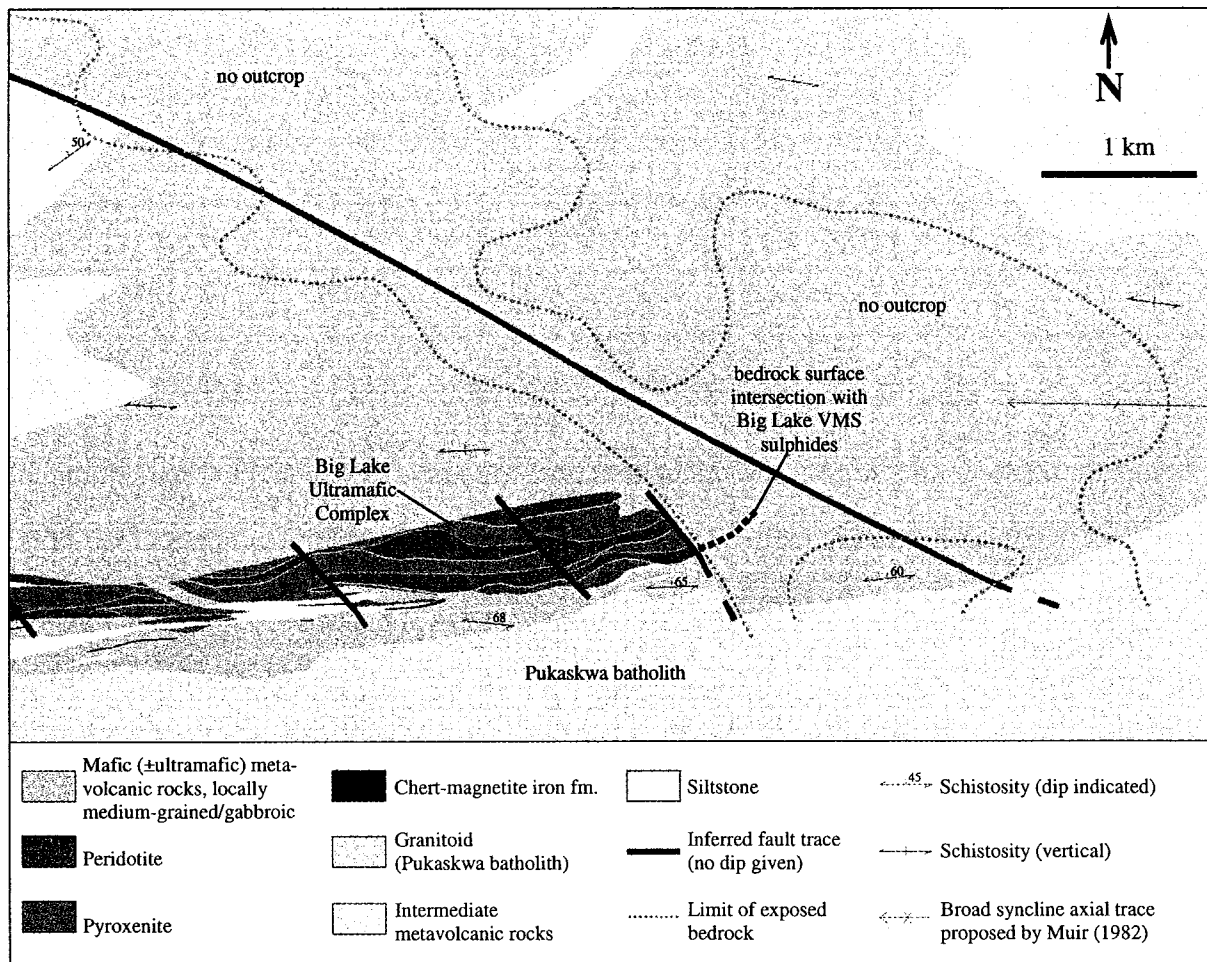 no outcrop
N
1 km
50
no outcrop
bedrock surface
intersection with
Big Lake VMS
sulphides
Big Lake
Ultramafic
Complex
65
60
68
Pukaskwa batholith
Mafic (±ultramafic) meta-
volcanic rocks, locally
medium-grained/gabbroic
Peridotite
Pyroxenite
Chert-magnetite iron fm.
Granitoid
(Pukaskwa batholith)
Intermediate
metavolcanic rocks
Siltstone
Inferred fault trace
(no dip given)
Limit of exposed
bedrock
45
Schistosity (dip indicated)
Schistosity (vertical)
Broad syncline axial trace
proposed by Muir (1982)